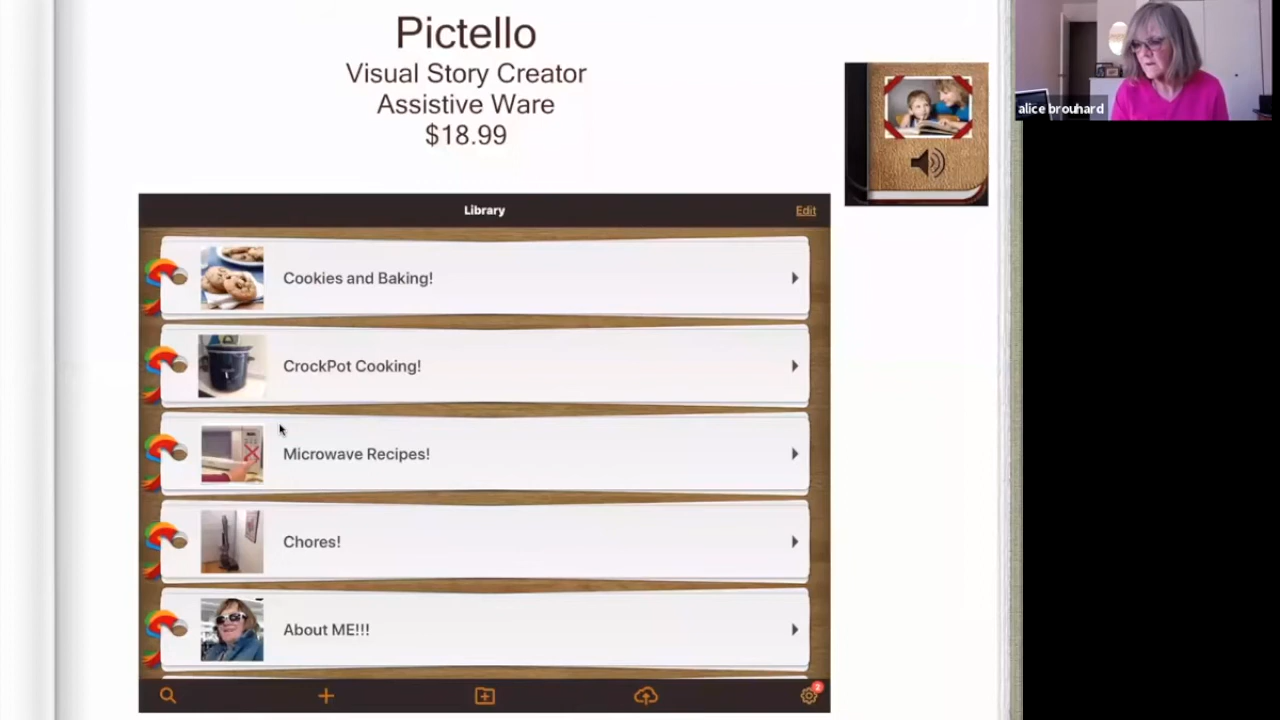 Pictello
Visual Story Creator
Assistive Ware
$18.99
alice brouhard
Library
Edit
Cookies and Baking!
CrockPot Cooking!
Microwave Recipes!
Chores!
About ME!!!
2